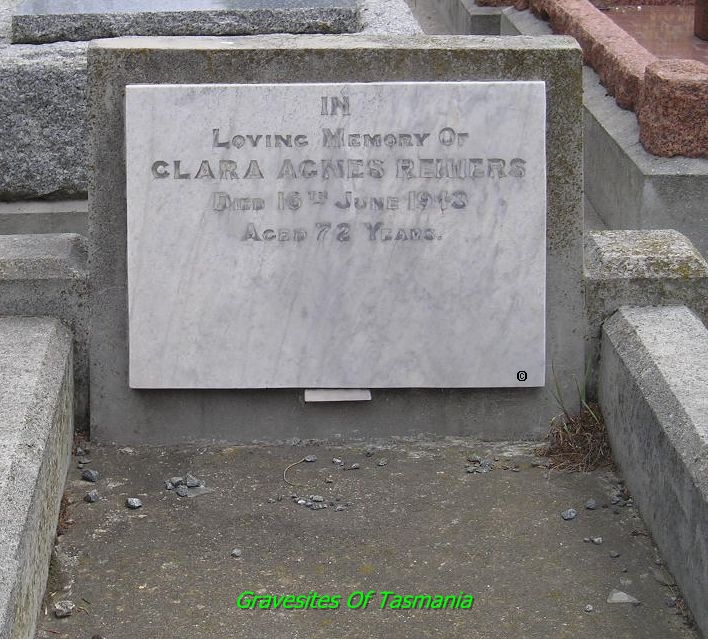 IN
LOVING MEMORY OF
CLARA AGNES REIMERS
DIED 16TH JUNE 1943
AGED 72 YEARS.
©
Gravesites Of Tasmania